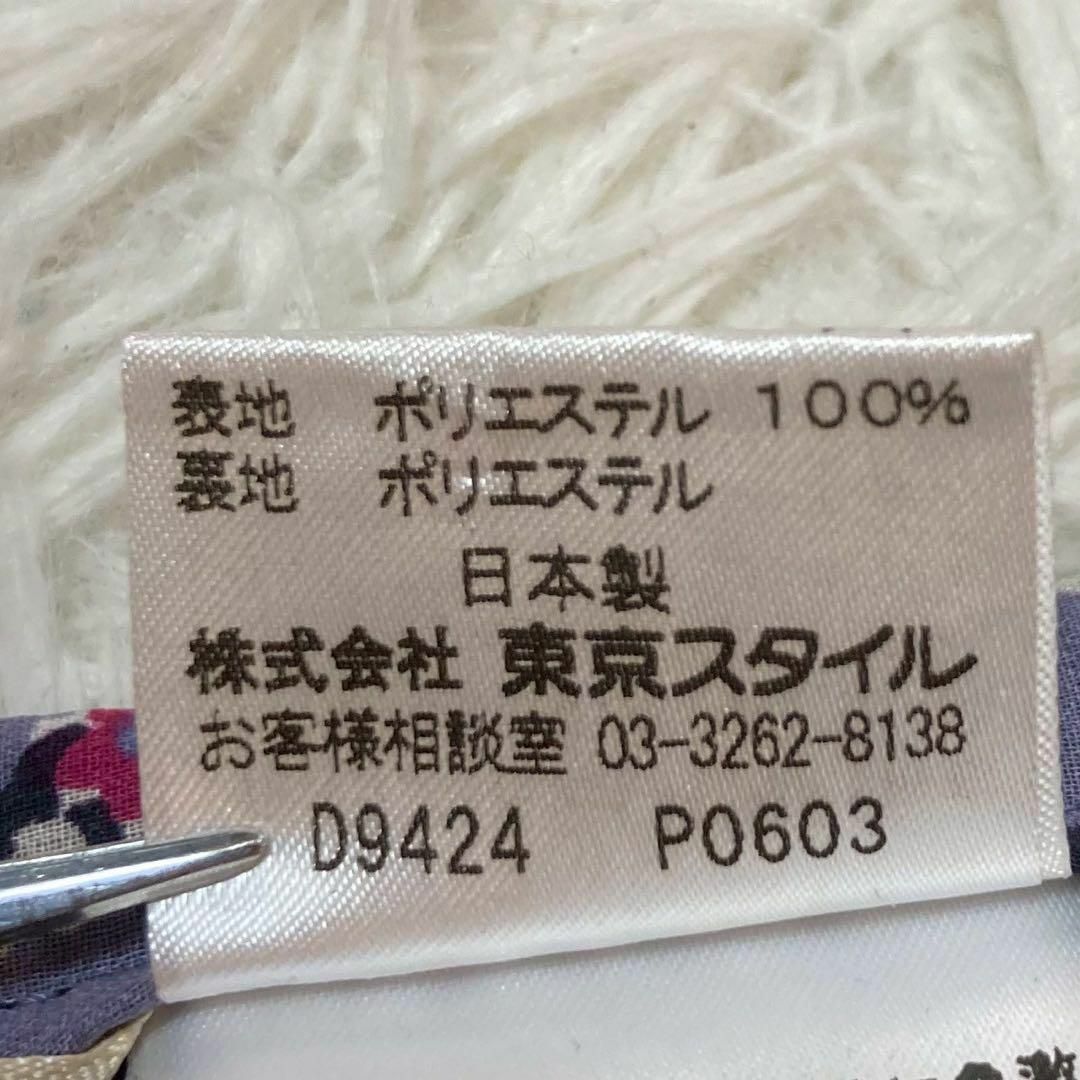 表地 ポリエステル 100%
裏地 ポリエステル
日本製
株式会社 東京スタイル
お客様相談室 03-3262-8138
D9424 P0603